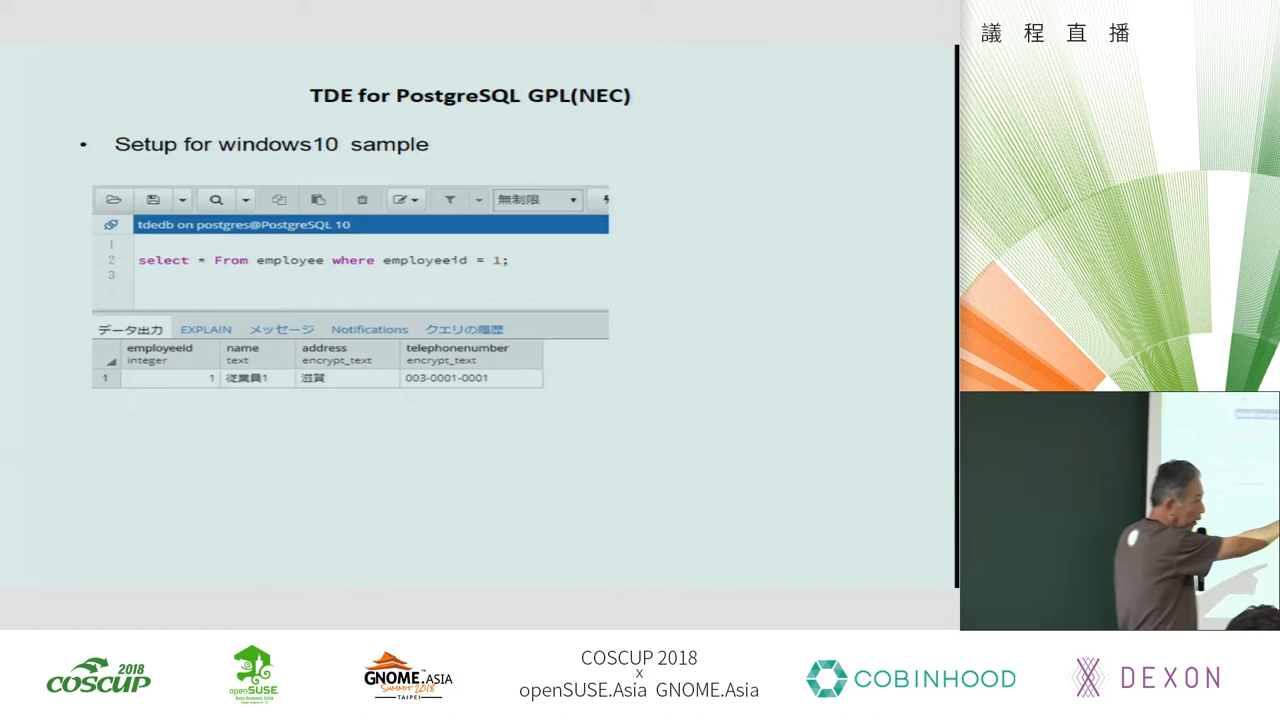 議程直播
TDE for PostgreSQL GPL(NEC)
• Setup for windows10 sample
無制限
tdedb on postgres@PostgreSQL 10
1
2 select * From employee where employeeid = 1;
3
データ出力 EXPLAIN メッセージ Notifications クエリの履歴
employeeid name address telephonenumber
integer text encrypt_text encrypt_text
1 1 従業員1 滋賀 003-0001-0001
2018
COSCUP
openSUSE
GNOME.ASIA
SUMMIT 2018
TAIPEI
COSCUP 2018
x
openSUSE.Asia GNOME.Asia
COBINHOOD
DEXON